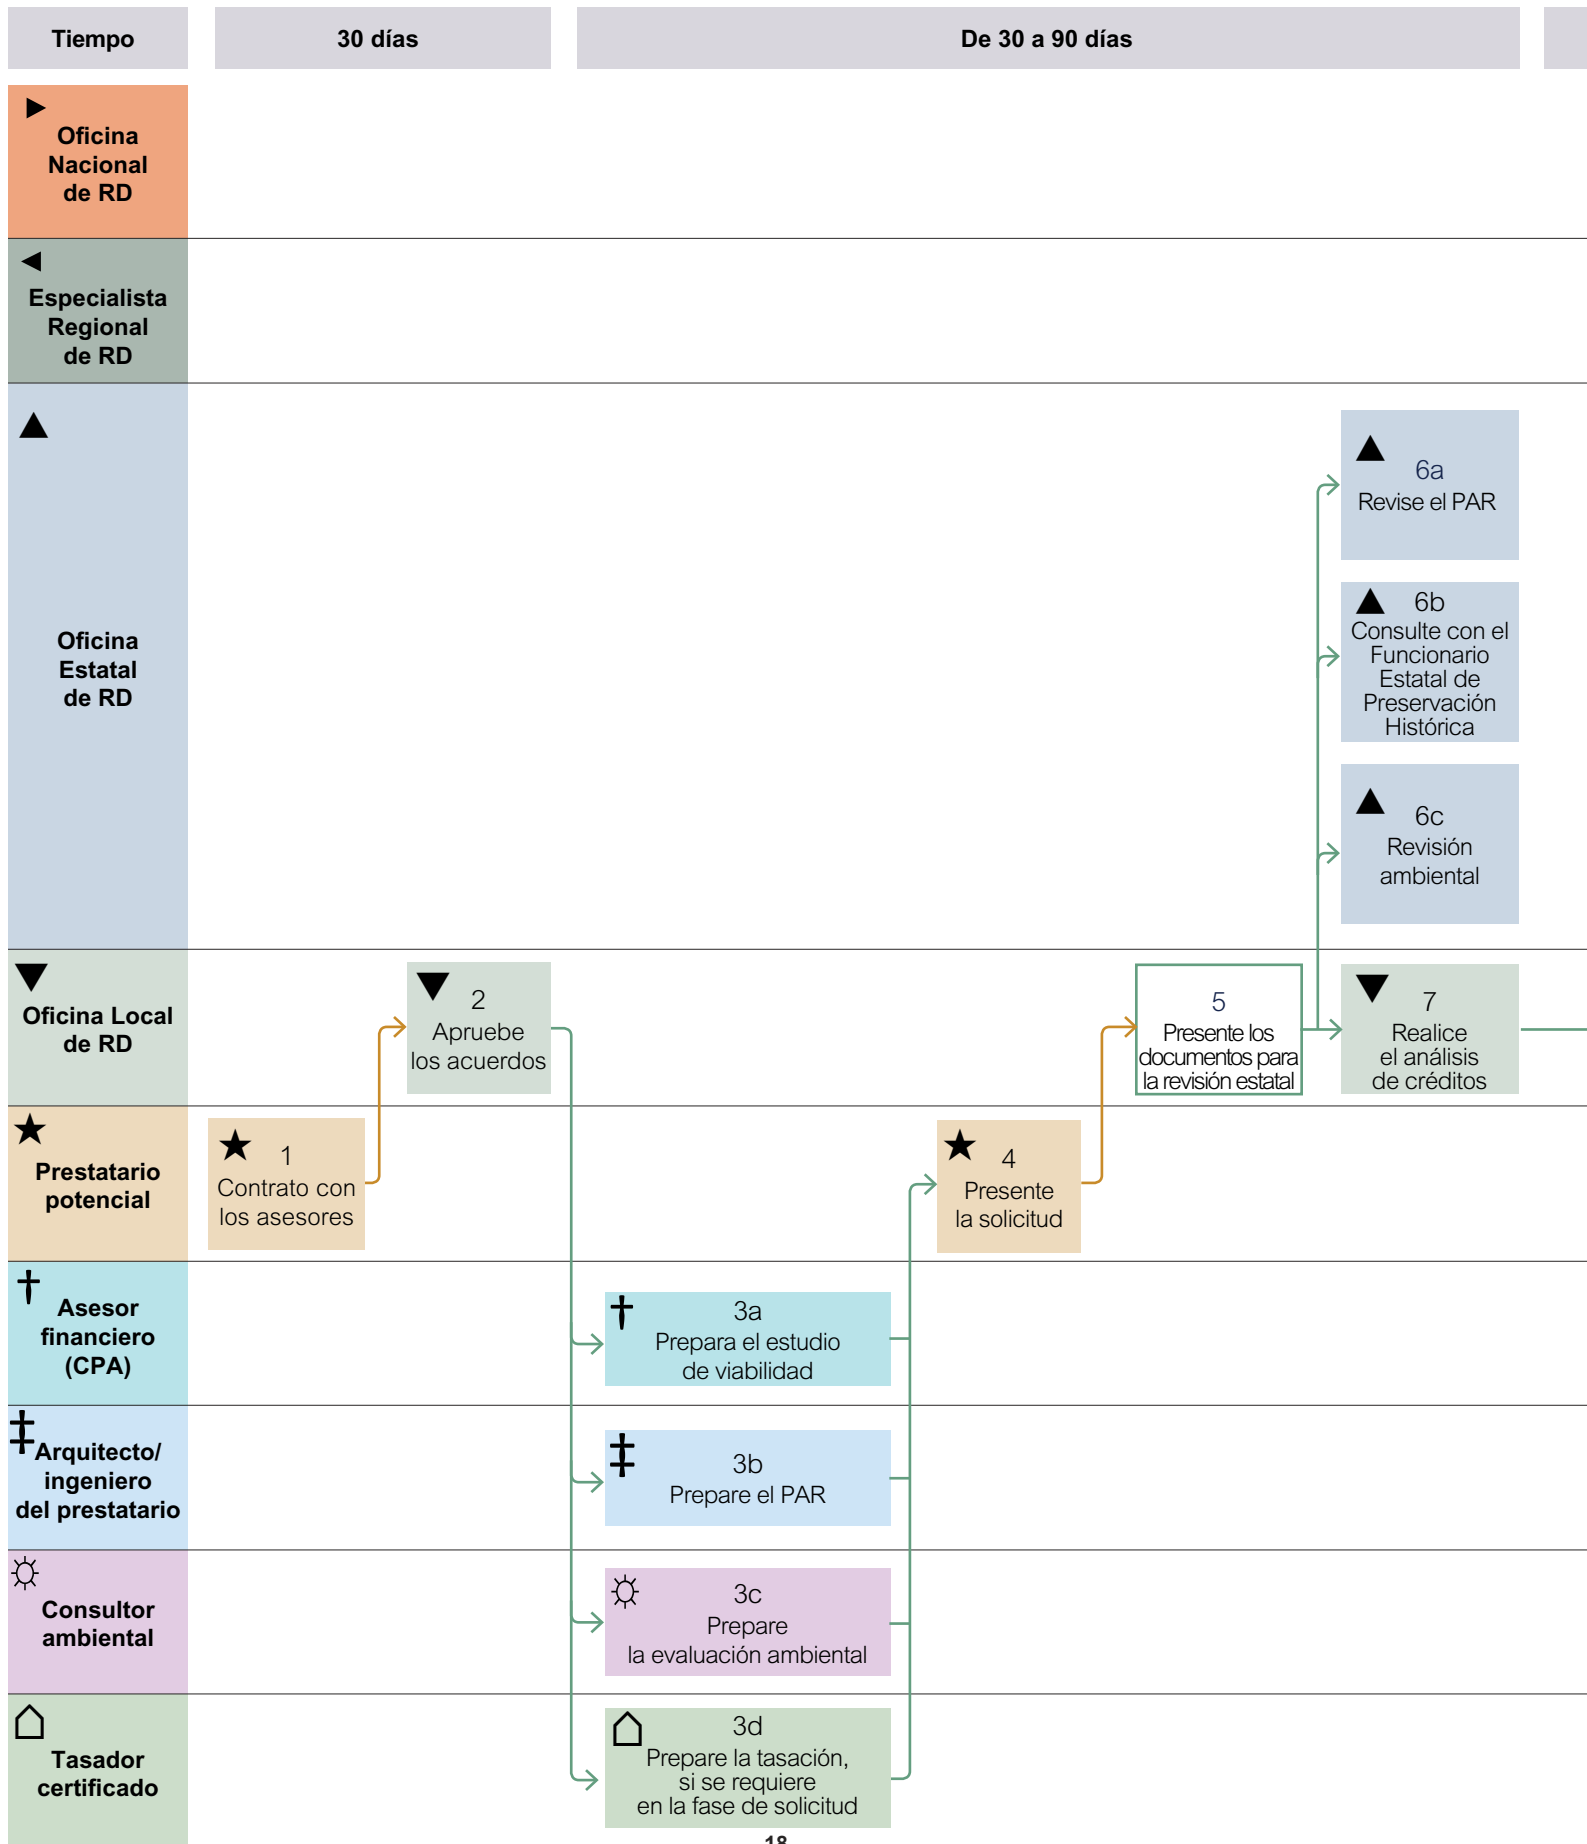 Tiempo
30 días
De 30 a 90 días
Oficina
Nacional
de RD
Especialista
Regional
de RD
Oficina
Estatal
de RD
6a
Revise el PAR
6b
Consulte con el
Funcionario
Estatal de
Preservación
Histórica
6c
Revisión
ambiental
Oficina Local
de RD
2
Apruebe
los acuerdos
5
Presente los
documentos para
la revisión estatal
7
Realice
el análisis
de créditos
Prestatario
potencial
1
Contrato con
los asesores
4
Presente
la solicitud
Asesor
financiero
(CPA)
3a
Prepara el estudio
de viabilidad
Arquitecto/
ingeniero
del prestatario
3b
Prepare el PAR
Consultor
ambiental
3c
Prepare
la evaluación ambiental
Tasador
certificado
3d
Prepare la tasación,
si se requiere
en la fase de solicitud
18